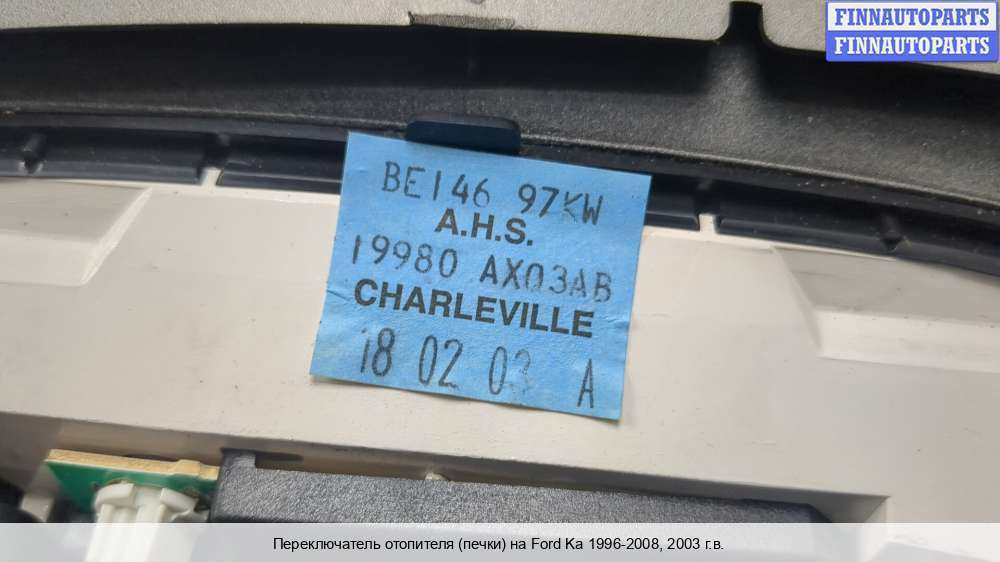 FINNAUTOPARTS
FINNAUTOPARTS
BE146 97KW
A.H.S.
19980 AX03AB
CHARLEVILLE
18 02 03 A
Переключатель отопителя (печки) на Ford Ka 1996-2008, 2003 г.в.